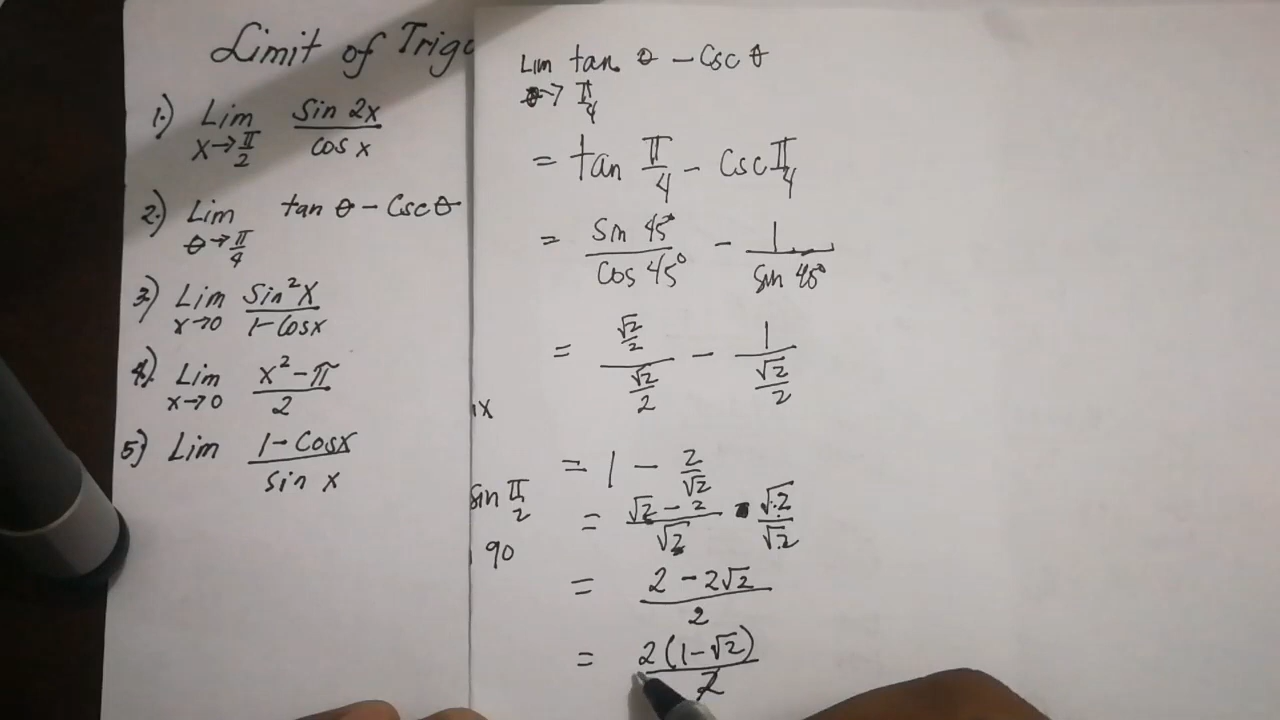 Limit of Trigo
1.) Lim x→π/2 sin 2x / cos x
2.) Lim θ→π/4 tan θ - csc θ
3.) Lim x→0 sin²x / 1-cosx
4.) Lim x→0 x²-π / 2
5.) Lim 1-cosx / sin x
Lim θ→π/4 tan θ - csc θ
= tan π/4 - csc π/4
= sin 45° / cos 45° - 1 / sin 45°
= √2/2 / √2/2 - 1 / √2/2
ix
= 1 - 2/√2
sin π/2
= √2-2 / √2 · √2/√2
90
= 2-2√2 / 2
= 2(1-√2) / 2